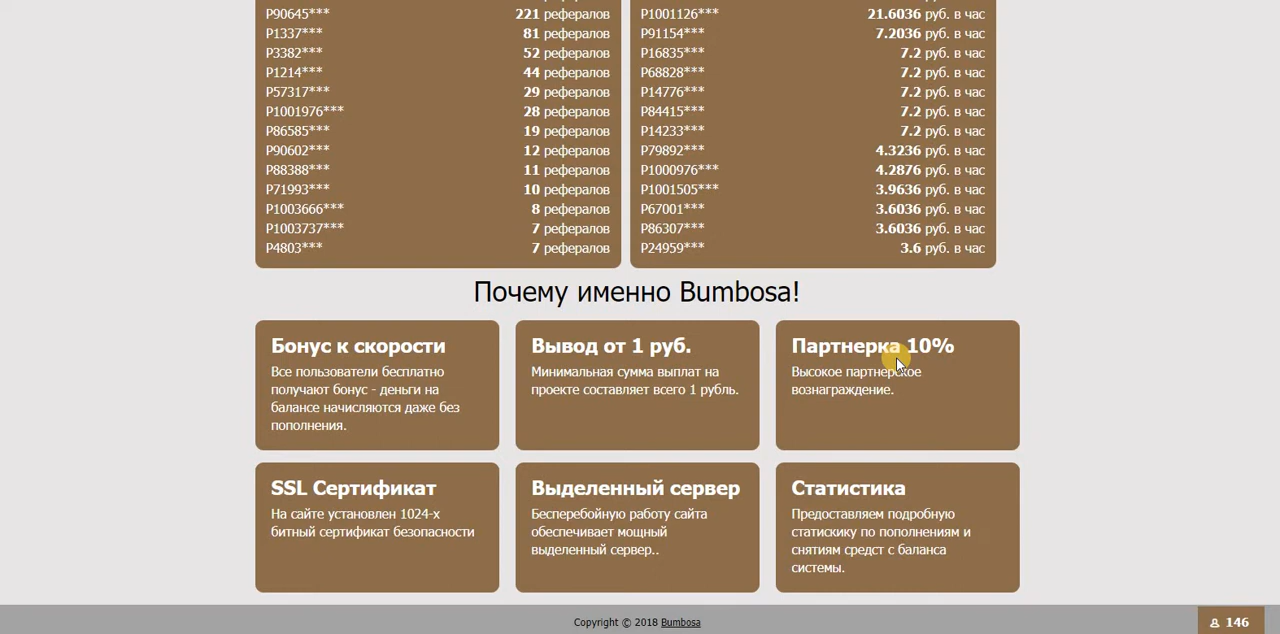 P90645*** 221 рефералов
P1337*** 81 рефералов
P3382*** 52 рефералов
P1214*** 44 рефералов
P57317*** 29 рефералов
P1001976*** 28 рефералов
P86585*** 19 рефералов
P90602*** 12 рефералов
P88388*** 11 рефералов
P71993*** 10 рефералов
P1003666*** 8 рефералов
P1003737*** 7 рефералов
P4803*** 7 рефералов
P1001126*** 21.6036 руб. в час
P91154*** 7.2036 руб. в час
P16835*** 7.2 руб. в час
P68828*** 7.2 руб. в час
P14776*** 7.2 руб. в час
P84415*** 7.2 руб. в час
P14233*** 7.2 руб. в час
P79892*** 4.3236 руб. в час
P1000976*** 4.2876 руб. в час
P1001505*** 3.9636 руб. в час
P67001*** 3.6036 руб. в час
P86307*** 3.6036 руб. в час
P24959*** 3.6 руб. в час
Почему именно Bumbosa!
Бонус к скорости
Все пользователи бесплатно
получают бонус - деньги на
балансе начисляются даже без
пополнения.
Вывод от 1 руб.
Минимальная сумма выплат на
проекте составляет всего 1 рубль.
Партнерка 10%
Высокое партнерское
вознаграждение.
SSL Сертификат
На сайте установлен 1024-х
битный сертификат безопасности
Выделенный сервер
Бесперебойную работу сайта
обеспечивает мощный
выделенный сервер..
Статистика
Предоставляем подробную
статискику по пополнениям и
снятиям средст с баланса
системы.
Copyright © 2018 Bumbosa
146